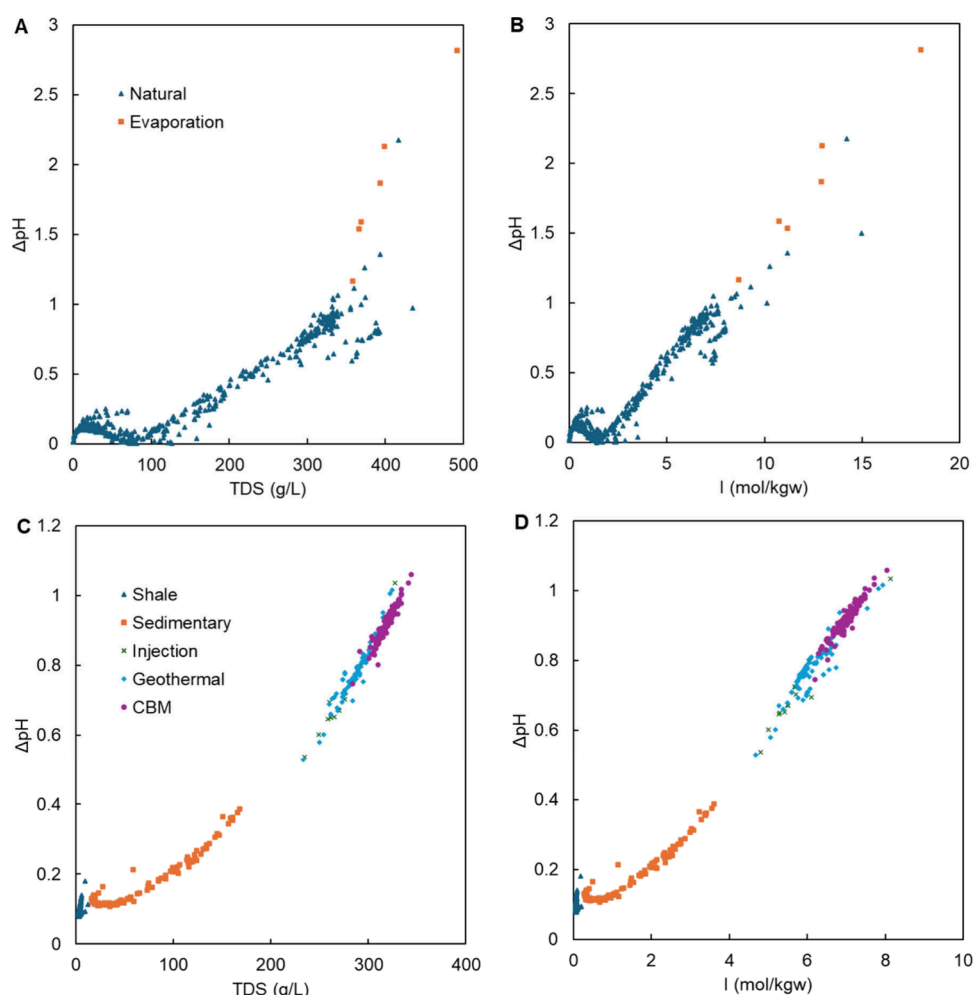 A
3
2.5
2
1.5
1
0.5
0
ΔpH
Natural
Evaporation
0 100 200 300 400 500
TDS (g/L)
B
3
2.5
2
1.5
1
0.5
0
ΔpH
0 5 10 15 20
I (mol/kgw)
C
1.2
1
0.8
0.6
0.4
0.2
0
ΔpH
Shale
Sedimentary
Injection
Geothermal
CBM
0 100 200 300 400
TDS (g/L)
D
1.2
1
0.8
0.6
0.4
0.2
0
ΔpH
0 2 4 6 8 10
I (mol/kgw)